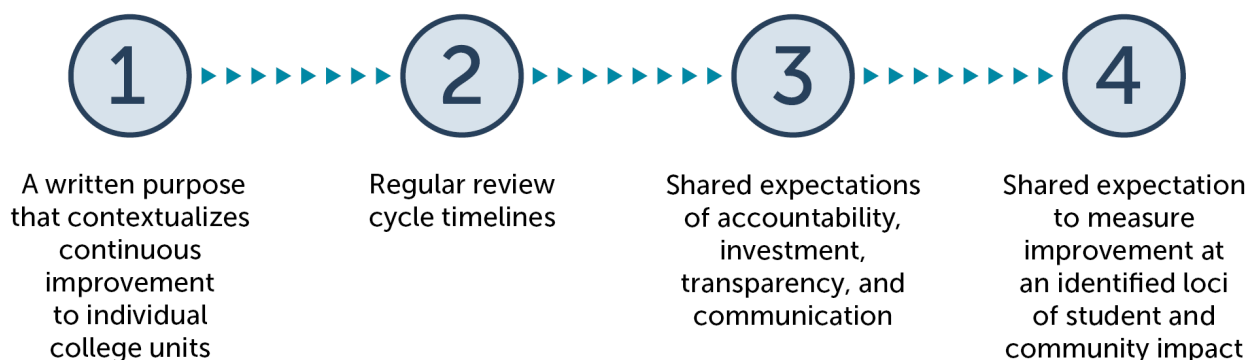 1
2
3
4
A written purpose
that contextualizes
continuous
improvement
to individual
college units
Regular review
cycle timelines
Shared expectations
of accountability,
investment,
transparency, and
communication
Shared expectation
to measure
improvement at
an identified loci
of student and
community impact